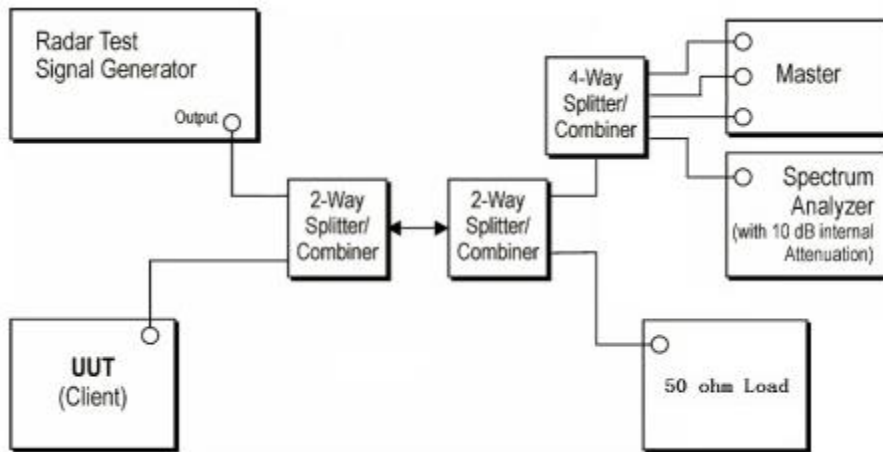 Radar Test
Signal Generator
Output
4-Way
Splitter/
Combiner
Master
2-Way
Splitter/
Combiner
2-Way
Splitter/
Combiner
Spectrum
Analyzer
(with 10 dB internal
Attenuation)
UUT
(Client)
50 ohm Load